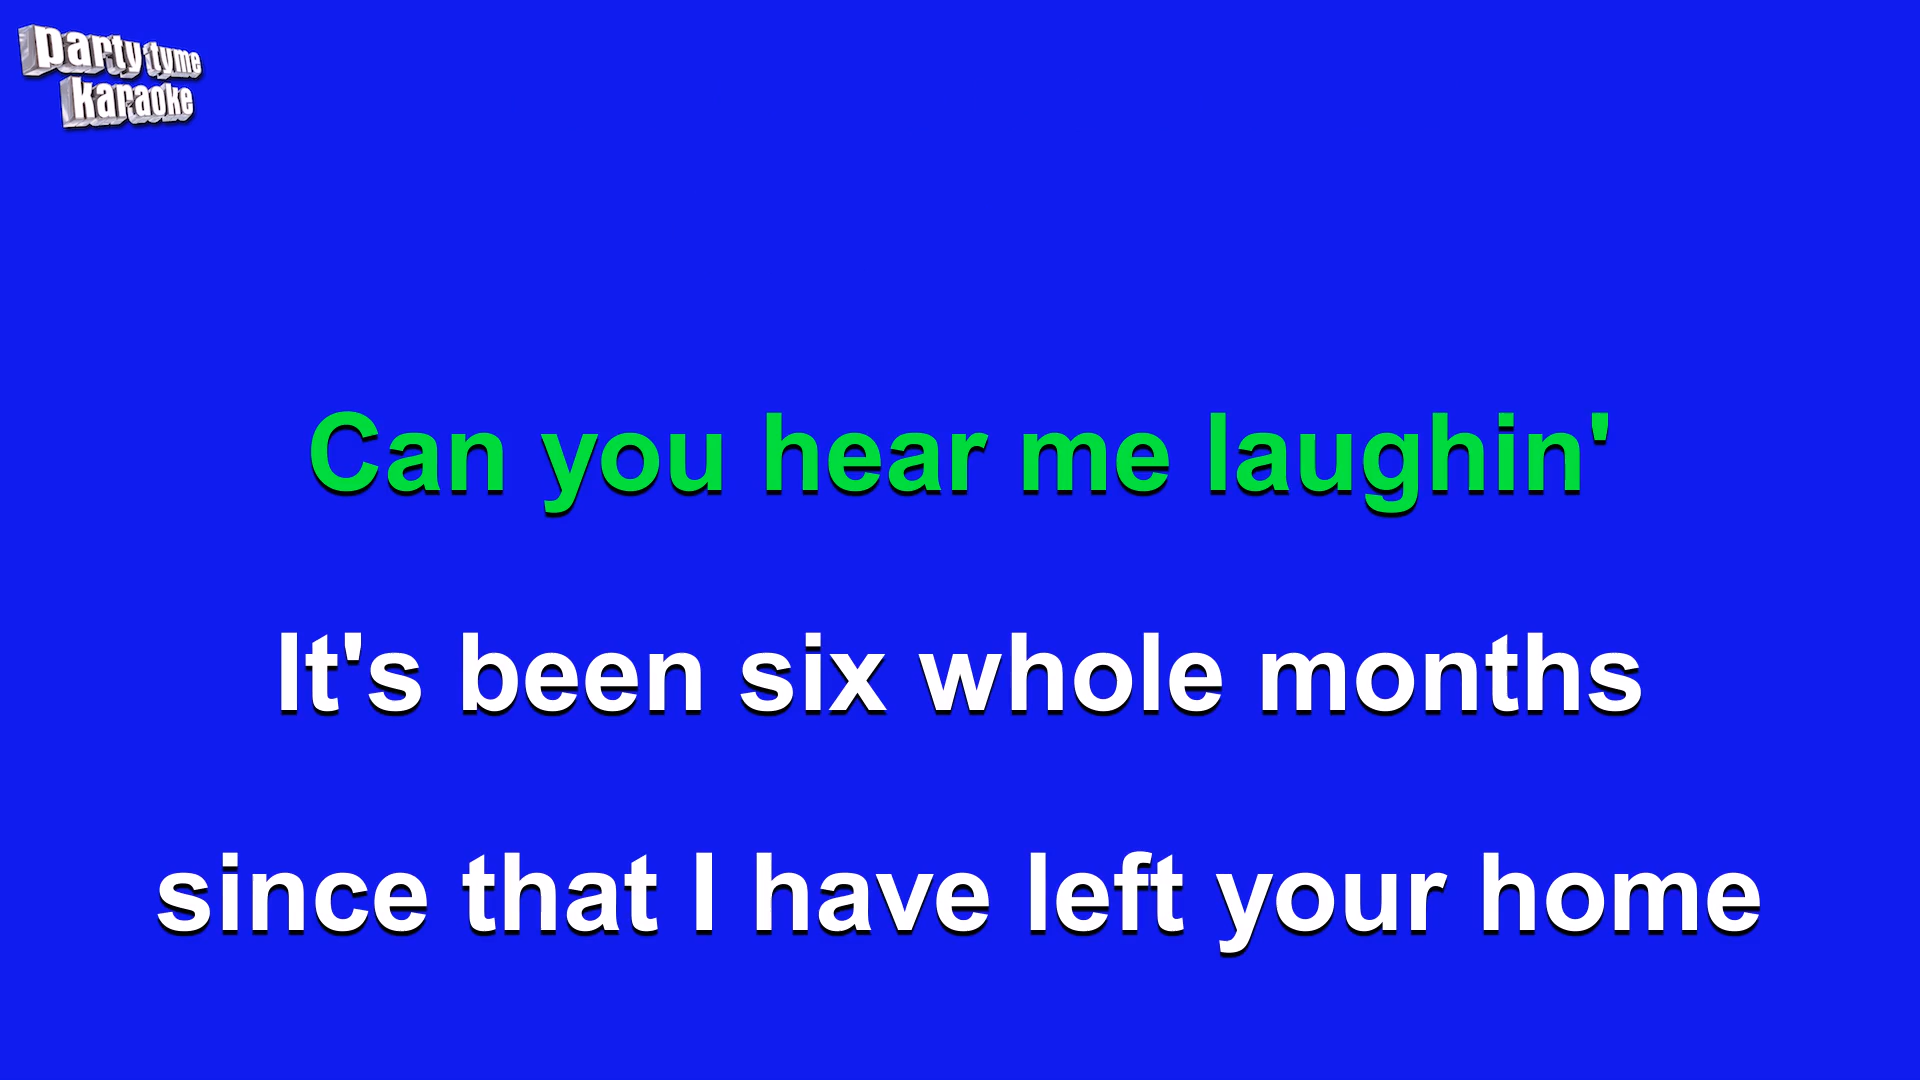 party tyme
karaoke
Can you hear me laughin'
It's been six whole months
since that I have left your home